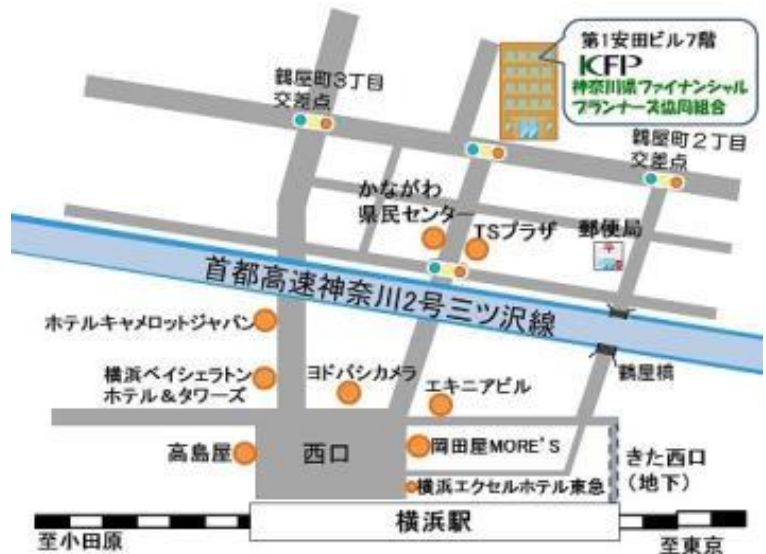 第1安田ビル7階
KFP
神奈川県ファイナンシャル
プランナーズ協同組合
鶴屋町3丁目
交差点
鶴屋町2丁目
交差点
かながわ
県民センター
TSプラザ
郵便局
首都高速神奈川2号三ツ沢線
ホテルキャメロットジャパン
横浜ベイシェラトン
ホテル&タワーズ
ヨドバシカメラ
エキニアビル
鶴屋橋
高島屋
西口
岡田屋MORE'S
きた西口
(地下)
横浜エクセルホテル東急
横浜駅
至小田原
至東京